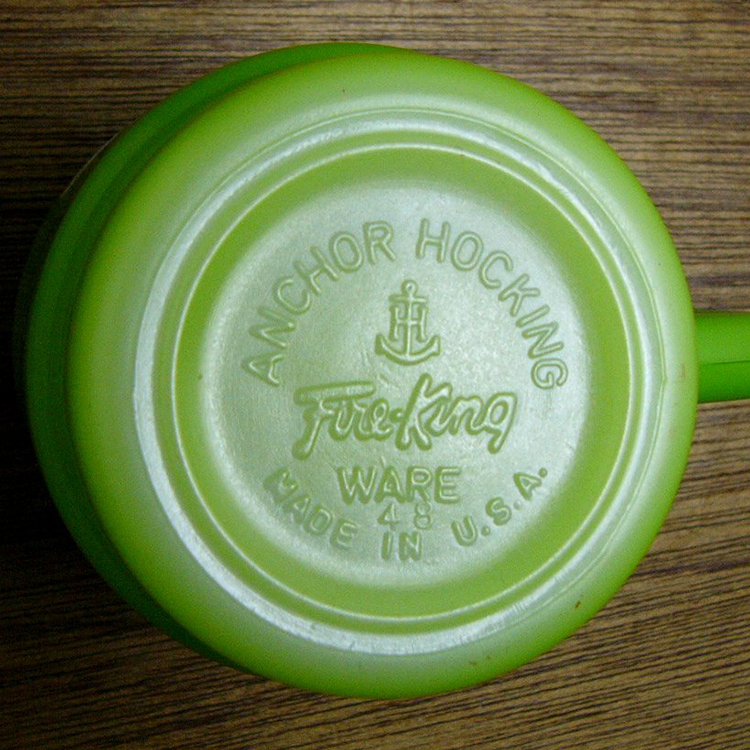 ANCHOR HOCKING
Fire-King
WARE
48
MADE IN U.S.A.